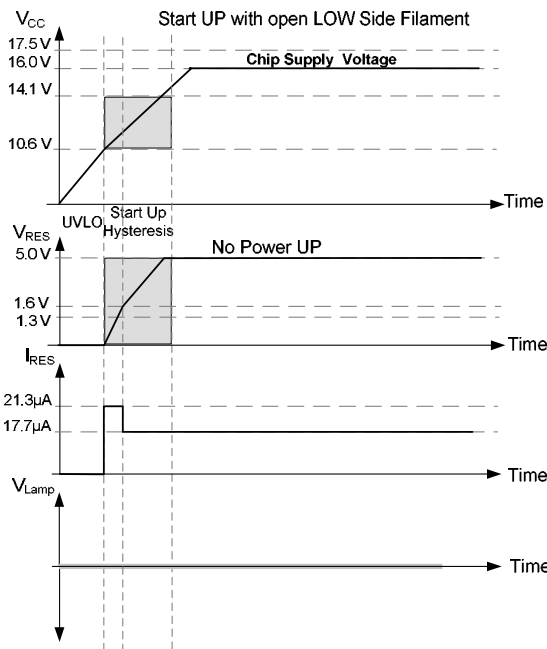 Start UP with open LOW Side Filament
VCC
17.5 V
16.0 V
Chip Supply Voltage
14.1 V
10.6 V
Time
UVLO
Start Up
Hysteresis
VRES
No Power UP
5.0 V
1.6 V
1.3 V
Time
IRES
21.3µA
17.7µA
Time
VLamp
Time